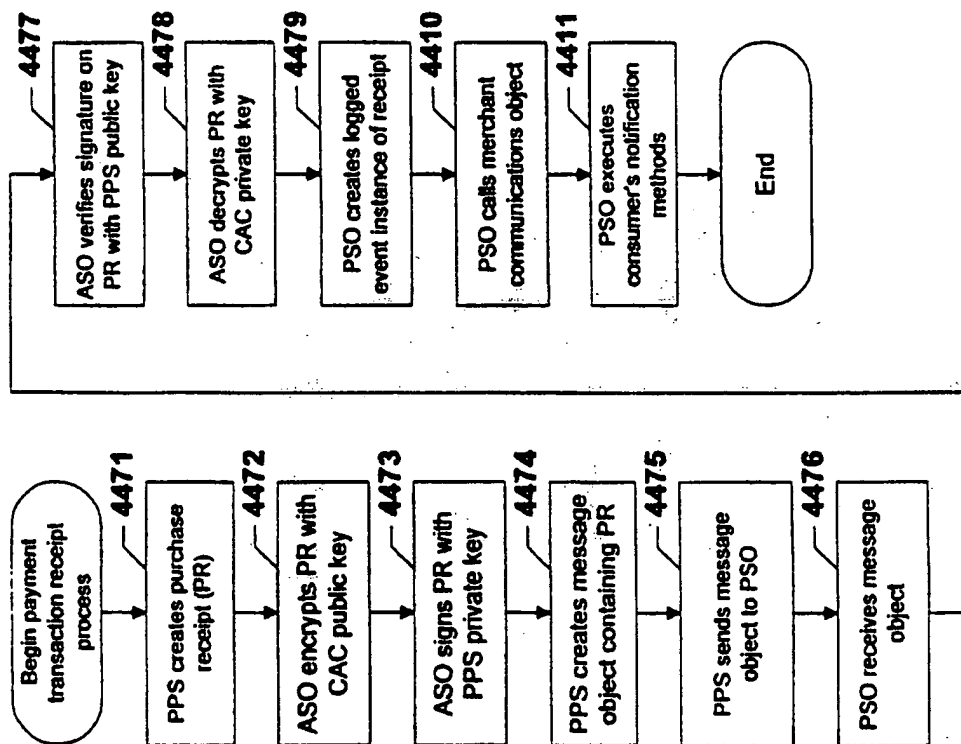 Begin payment
transaction receipt
process
4471
PPS creates purchase
receipt (PR)
4472
ASO encrypts PR with
CAC public key
4473
ASO signs PR with
PPS private key
4474
PPS creates message
object containing PR
4475
PPS sends message
object to PSO
4476
PSO receives message
object
4477
ASO verifies signature on
PR with PPS public key
4478
ASO decrypts PR with
CAC private key
4479
PSO creates logged
event instance of receipt
4410
PSO calls merchant
communications object
4411
PSO executes
consumer's notification
methods
End